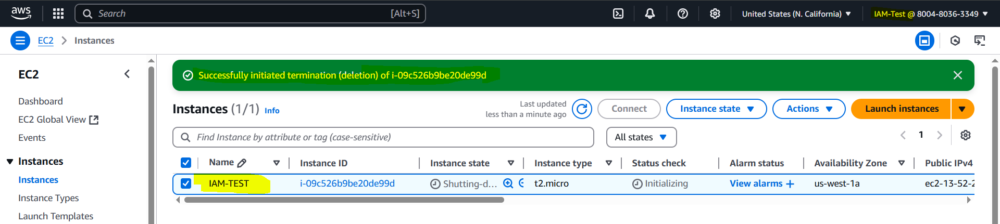 aws Search [Alt+S] United States (N. California) IAM-Test @ 8004-8036-3349
EC2 Instances
EC2
Dashboard
EC2 Global View
Events
Instances
Instances
Instance Types
Launch Templates
Successfully initiated termination (deletion) of i-09c526b9be20de99d
Instances (1/1) Info
Last updated
less than a minute ago
Connect Instance state Actions Launch instances
Find Instance by attribute or tag (case-sensitive) All states 1
Name Instance ID Instance state Instance type Status check Alarm status Availability Zone Public IPv4
IAM-TEST i-09c526b9be20de99d Shutting-d... t2.micro Initializing View alarms + us-west-1a ec2-13-52-2